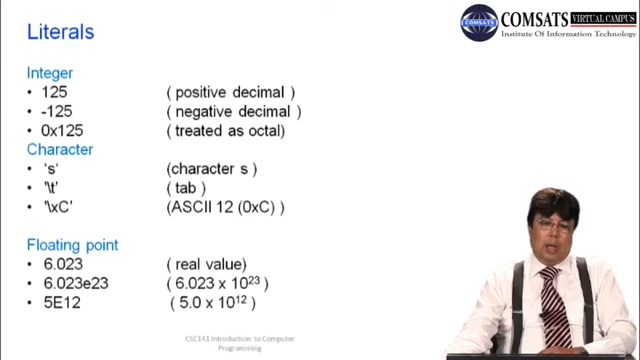 Literals
COMSATS VIRTUAL CAMPUS
Institute Of Information Technology
Integer
• 125 ( positive decimal )
• -125 ( negative decimal )
• 0x125 ( treated as octal)
Character
• ‘s‘ (character s )
• '\t' ( tab )
• '\xC' (ASCII 12 (0xC) )
Floating point
• 6.023 ( real value)
• 6.023e23 ( 6.023 x 10²³ )
• 5E12 ( 5.0 x 10¹² )
CSC141 Introduction to Computer
Programming